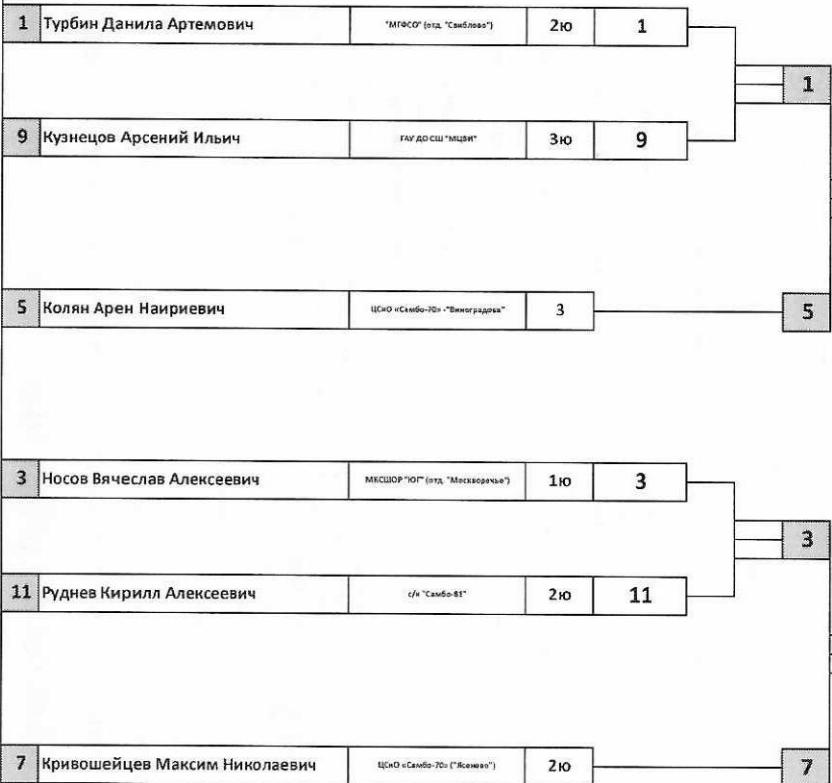 1 Турбин Данила Артемович "МГФСО" (отд. "Свиблово") 2ю 1
1
9 Кузнецов Арсений Ильич ГАУ ДО СШ "МЦБИ" 3ю 9
5 Колян Арен Наириевич ЦСиО «Самбо-70» -"Виноградова" 3 5
3 Носов Вячеслав Алексеевич МКСШОР "ЮГ" (отд. "Москворечье") 1ю 3
3
11 Руднев Кирилл Алексеевич с/к "Самбо-81" 2ю 11
7 Кривошейцев Максим Николаевич ЦСиО «Самбо-70» ("Ясенево") 2ю 7